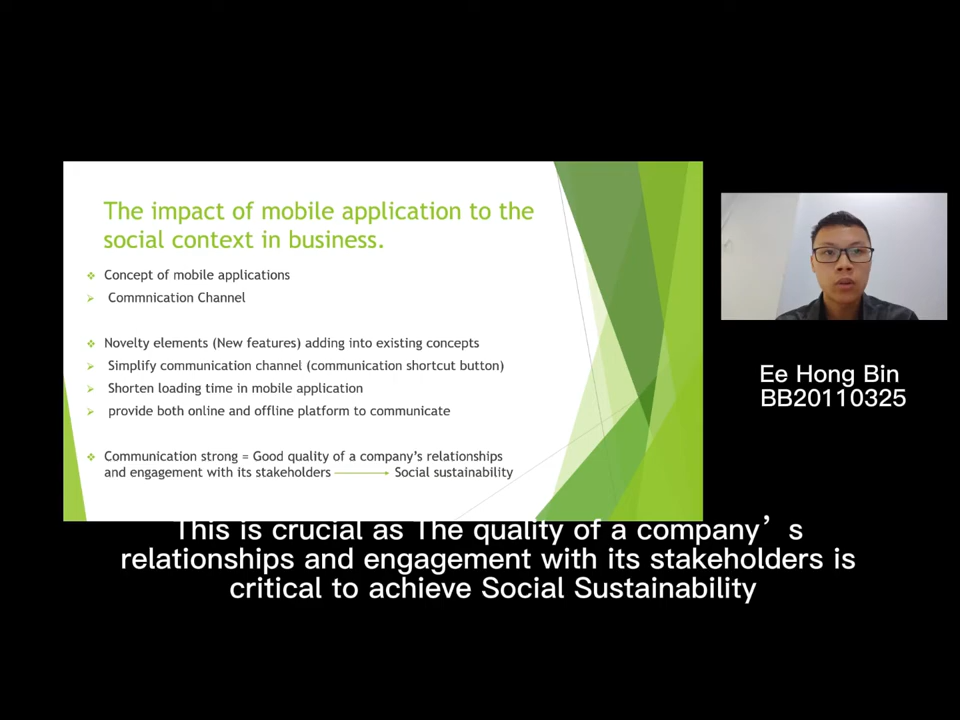 The impact of mobile application to the
social context in business.
Concept of mobile applications
Commnication Channel
Novelty elements (New features) adding into existing concepts
Simplify communication channel (communication shortcut button)
Shorten loading time in mobile application
provide both online and offline platform to communicate
Communication strong = Good quality of a company's relationships
and engagement with its stakeholders → Social sustainability
Ee Hong Bin
BB20110325
This is crucial as The quality of a company’s
relationships and engagement with its stakeholders is
critical to achieve Social Sustainability